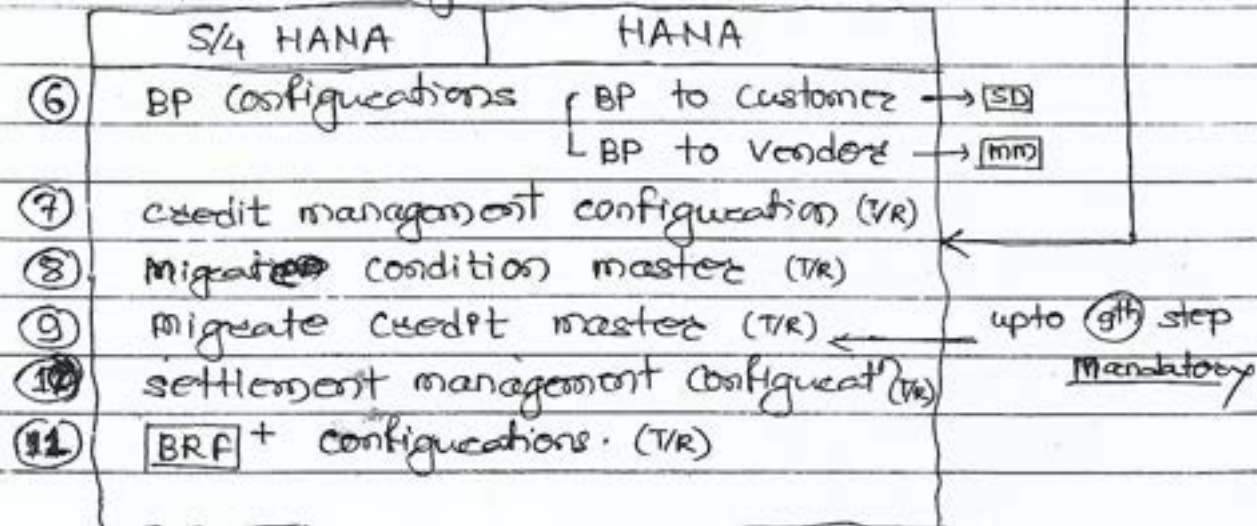 S/4 HANA HANA
6 BP Configurations BP to Customer → SD
BP to Vendor → MM
7 credit management configuration (T/R)
8 Migrate condition master (T/R)
9 Migrate Credit master (T/R) ← upto 9th step
10 settlement management Configurat? (T/R) Mandatory
11 BRF + configurations. (T/R)